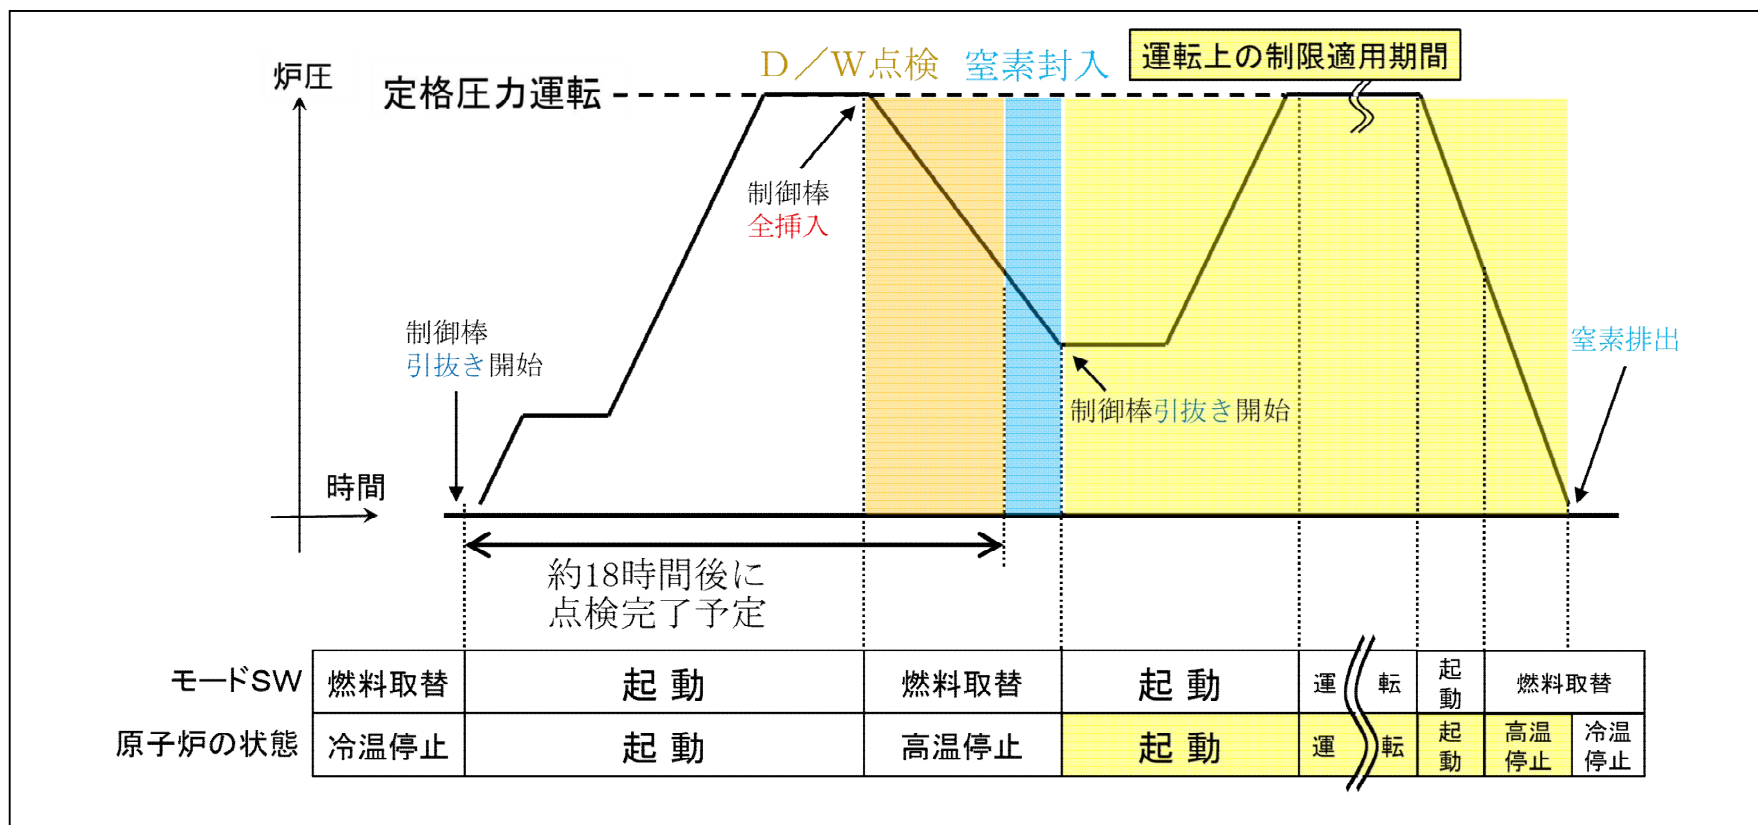 D／W点検
窒素封入
運転上の制限適用期間
炉圧
定格圧力運転
制御棒
全挿入
制御棒
引抜き開始
窒素排出
制御棒引抜き開始
時間
約18時間後に
点検完了予定
モードSW
燃料取替
起動
燃料取替
起動
運転
起動
燃料取替
原子炉の状態
冷温停止
起動
高温停止
起動
運転
起動
高温
停止
冷温
停止